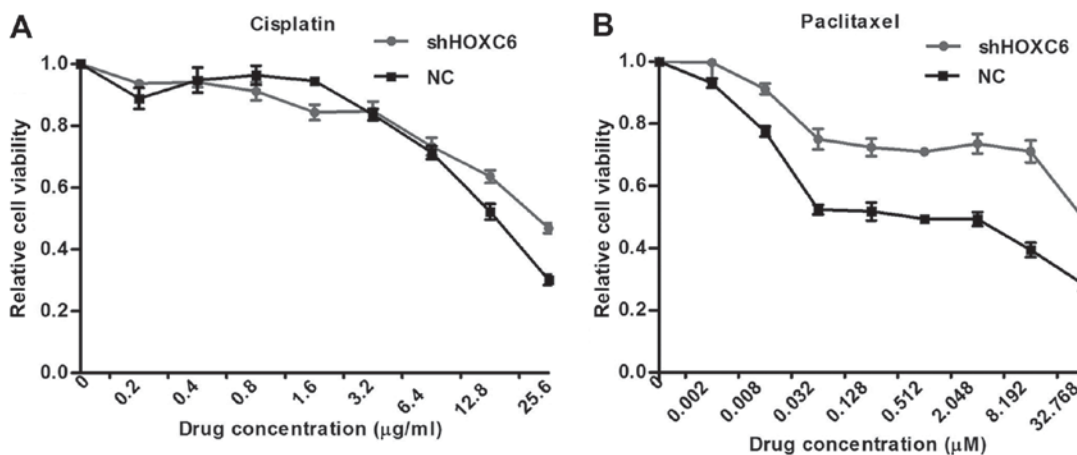 A
Cisplatin
shHOXC6
NC
Relative cell viability
1.0
0.8
0.6
0.4
0.2
0.0
0 0.2 0.4 0.8 1.6 3.2 6.4 12.8 25.6
Drug concentration (μg/ml)
B
Paclitaxel
shHOXC6
NC
Relative cell viability
1.0
0.8
0.6
0.4
0.2
0.0
0 0.002 0.008 0.032 0.128 0.512 2.048 8.192 32.768
Drug concentration (μM)